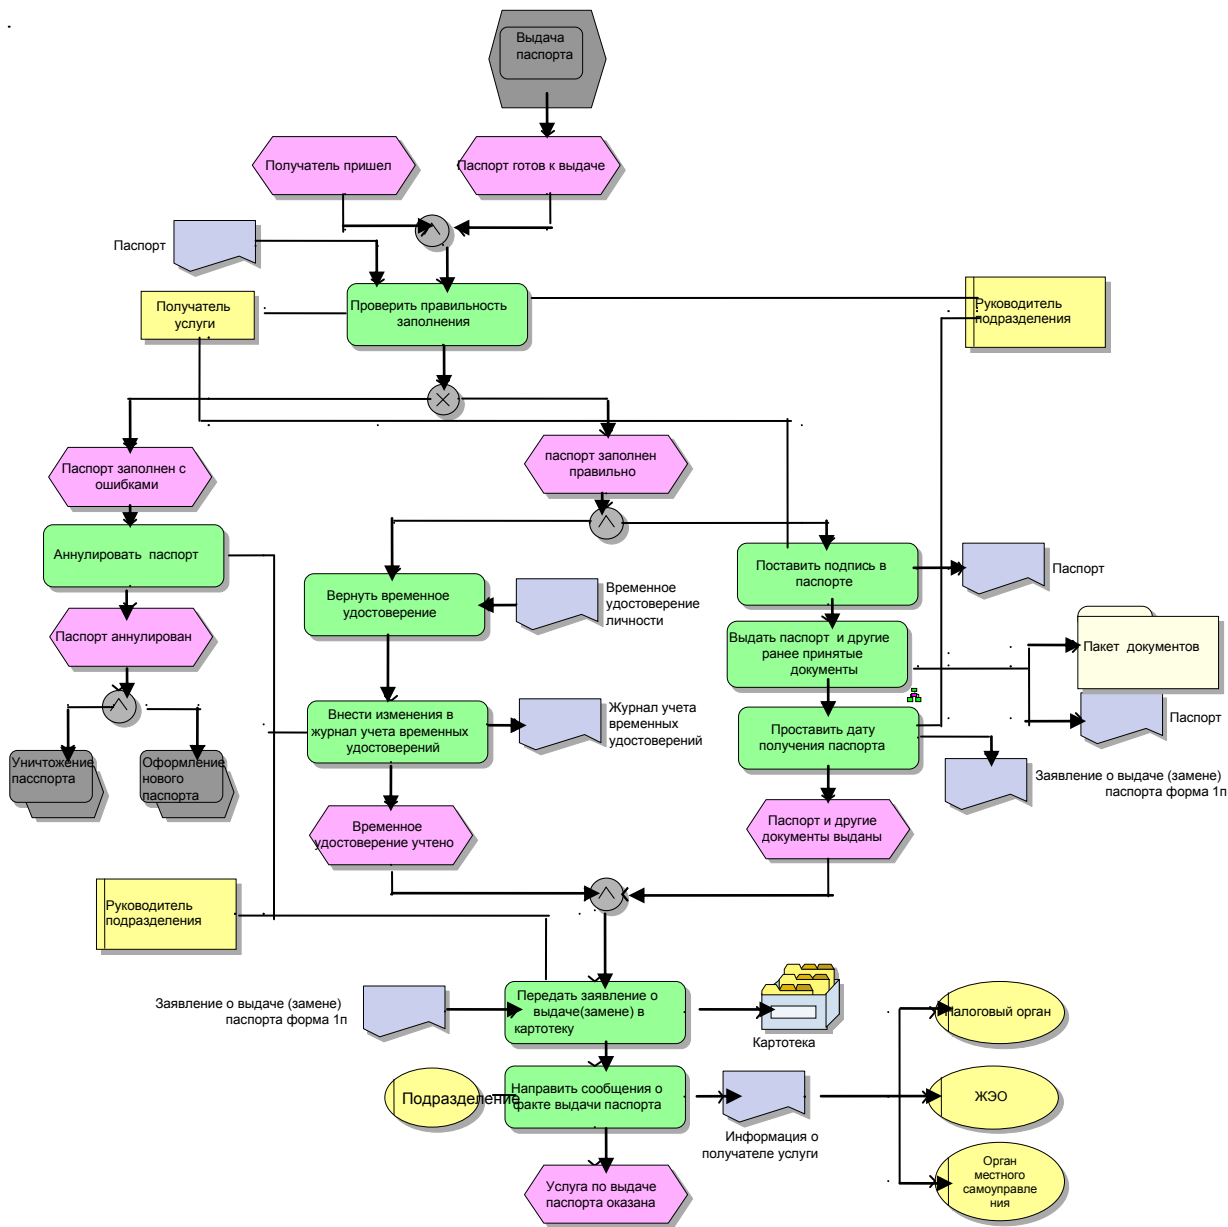 Выдача
паспорта
Получатель пришел
Паспорт готов к выдаче
Паспорт
Получатель
услуги
Проверить правильность
заполнения
Руководитель
подразделения
Паспорт заполнен с
ошибками
паспорт заполнен
правильно
Аннулировать паспорт
Вернуть временное
удостоверение
Временное
удостоверение
личности
Поставить подпись в
паспорте
Паспорт
Паспорт аннулирован
Выдать паспорт и другие
ранее принятые
документы
Пакет документов
Внести изменения в
журнал учета временных
удостоверений
Журнал учета
временных
удостоверений
Проставить дату
получения паспорта
Паспорт
Уничтожение
пасспорта
Оформление
нового
паспорта
Заявление о выдаче (замене)
паспорта форма 1п
Временное
удостоверение учтено
Паспорт и другие
документы выданы
Руководитель
подразделения
Заявление о выдаче (замене)
паспорта форма 1п
Передать заявление о
выдаче(замене) в
картотеку
Картотека
Налоговый орган
Подразделение
Направить сообщения о
факте выдачи паспорта
Информация о
получателе услуги
ЖЭО
Орган
местного
самоуправле
ния
Услуга по выдаче
паспорта оказана